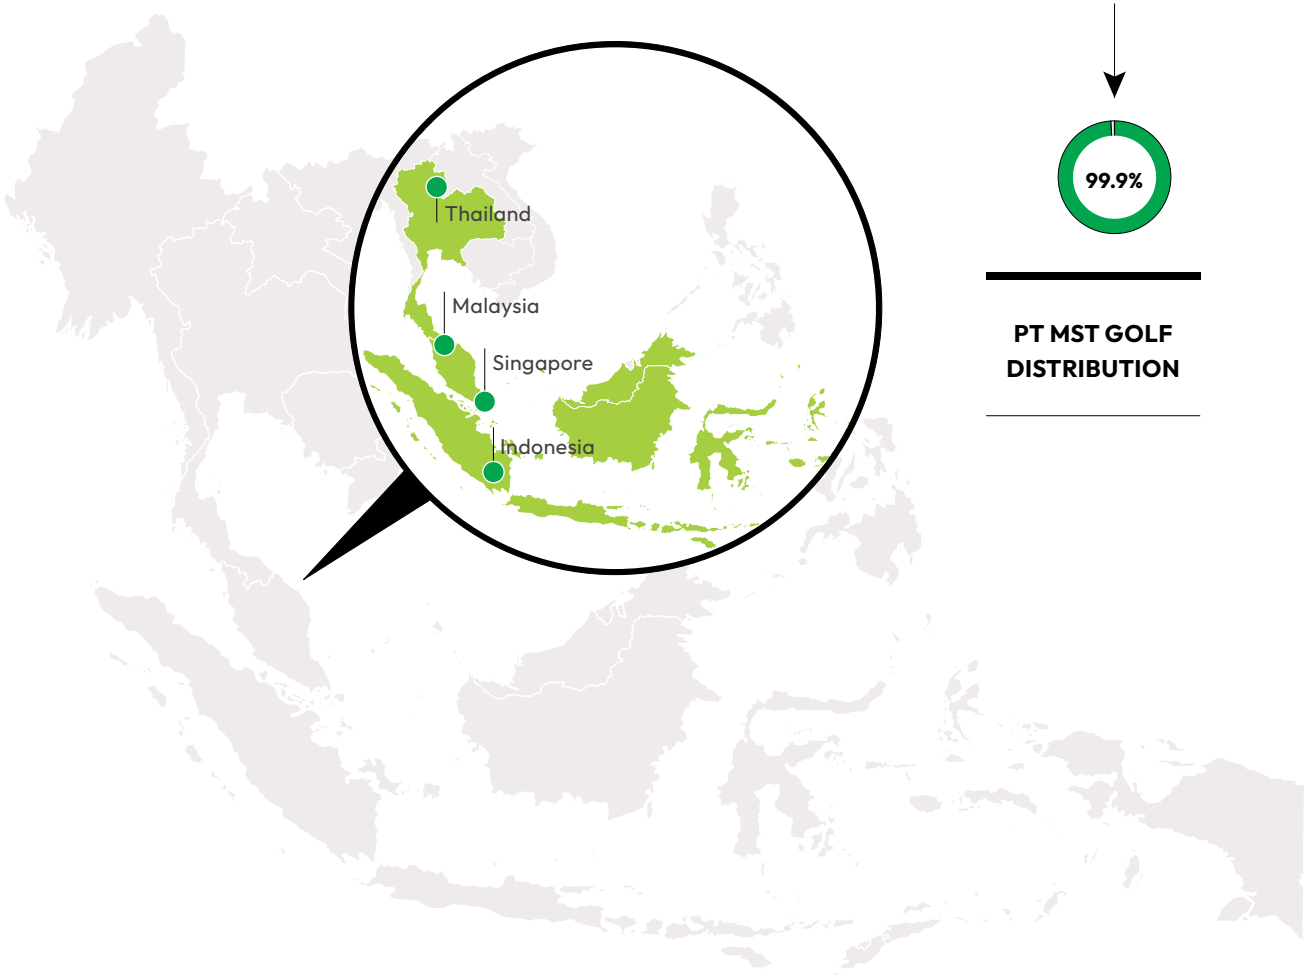 99.9%
PT MST GOLF
DISTRIBUTION
Thailand
Malaysia
Singapore
Indonesia